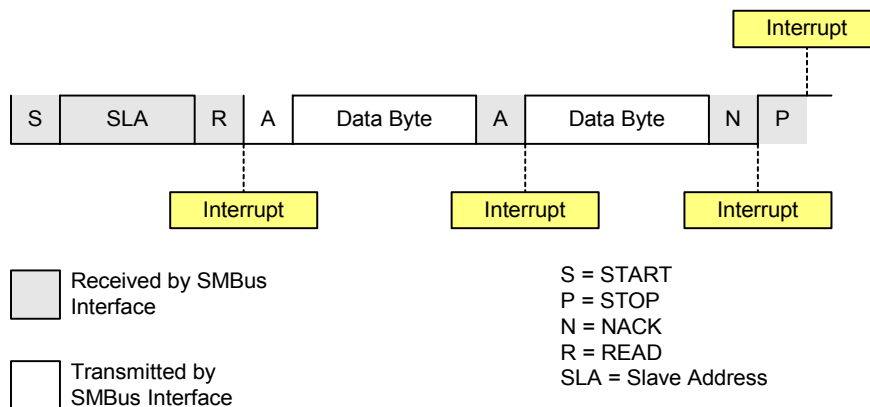 Interrupt
S SLA R A Data Byte A Data Byte N P
Interrupt Interrupt Interrupt
Received by SMBus
Interface
Transmitted by
SMBus Interface
S = START
P = STOP
N = NACK
R = READ
SLA = Slave Address